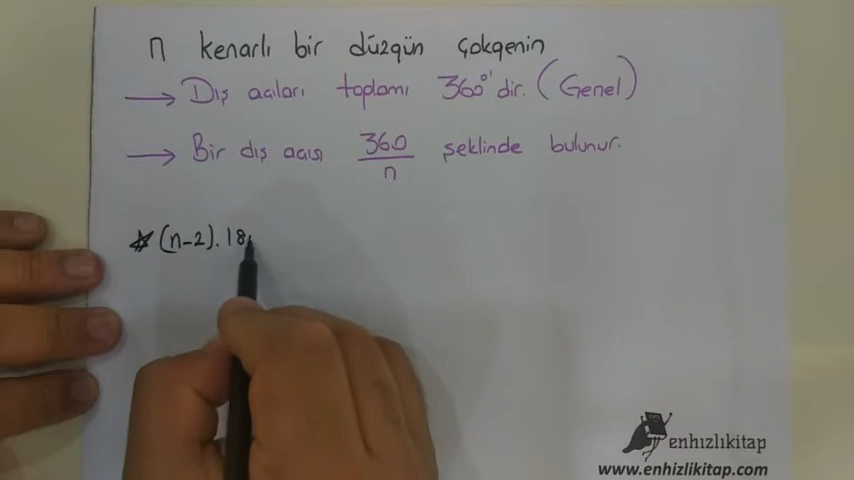 n kenarlı bir düzgün çokgenin
→ Dış açıları toplamı 360°'dir. (Genel)
→ Bir dış açısı 360/n şeklinde bulunur.
☆ (n-2).18
enhızlıkitap
www.enhizlikitap.com